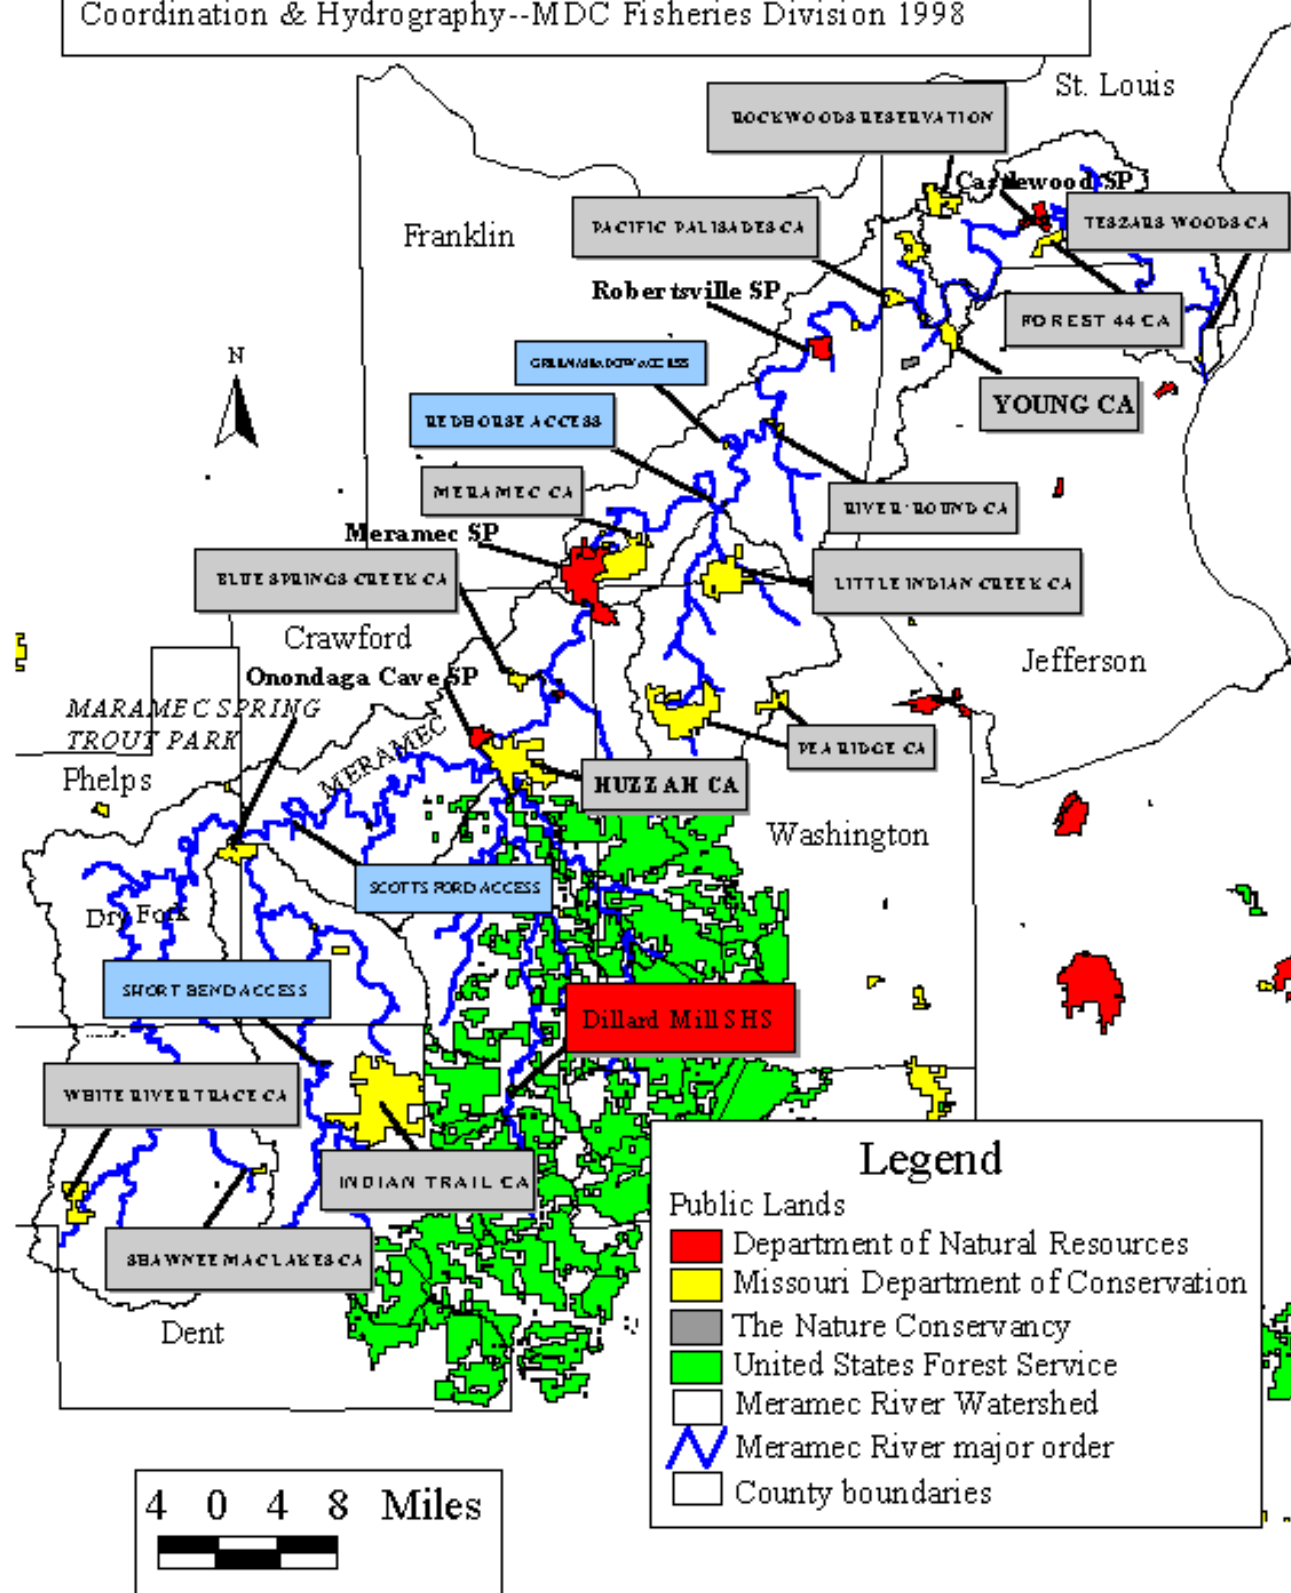 Coordination & Hydrography--MDC Fisheries Division 1998
St. Louis
ROCKWOODS RESERVATION
Castlewood SP
PACIFIC PALISADES CA
TESZARS WOODS CA
Franklin
Robertsville SP
FOREST 44 CA
N
GREEN MEADOW ACCESS
YOUNG CA
REDHORSE ACCESS
MERAMEC CA
RIVER 'ROUND CA
Meramec SP
BLUE SPRINGS CREEK CA
LITTLE INDIAN CREEK CA
Crawford
Jefferson
Onondaga Cave SP
MARAMEC SPRING
TROUT PARK
MERAMEC
PEA RIDGE CA
Phelps
HUZZAH CA
Washington
SCOTTS FORD ACCESS
Dry Fork
SHORT BEND ACCESS
Dillard Mill SHS
WHITE RIVER TRACE CA
INDIAN TRAIL CA
SHAWNEE MAC LAKES CA
Dent
Legend
Public Lands
Department of Natural Resources
Missouri Department of Conservation
The Nature Conservancy
United States Forest Service
Meramec River Watershed
Meramec River major order
County boundaries
4 0 4 8 Miles